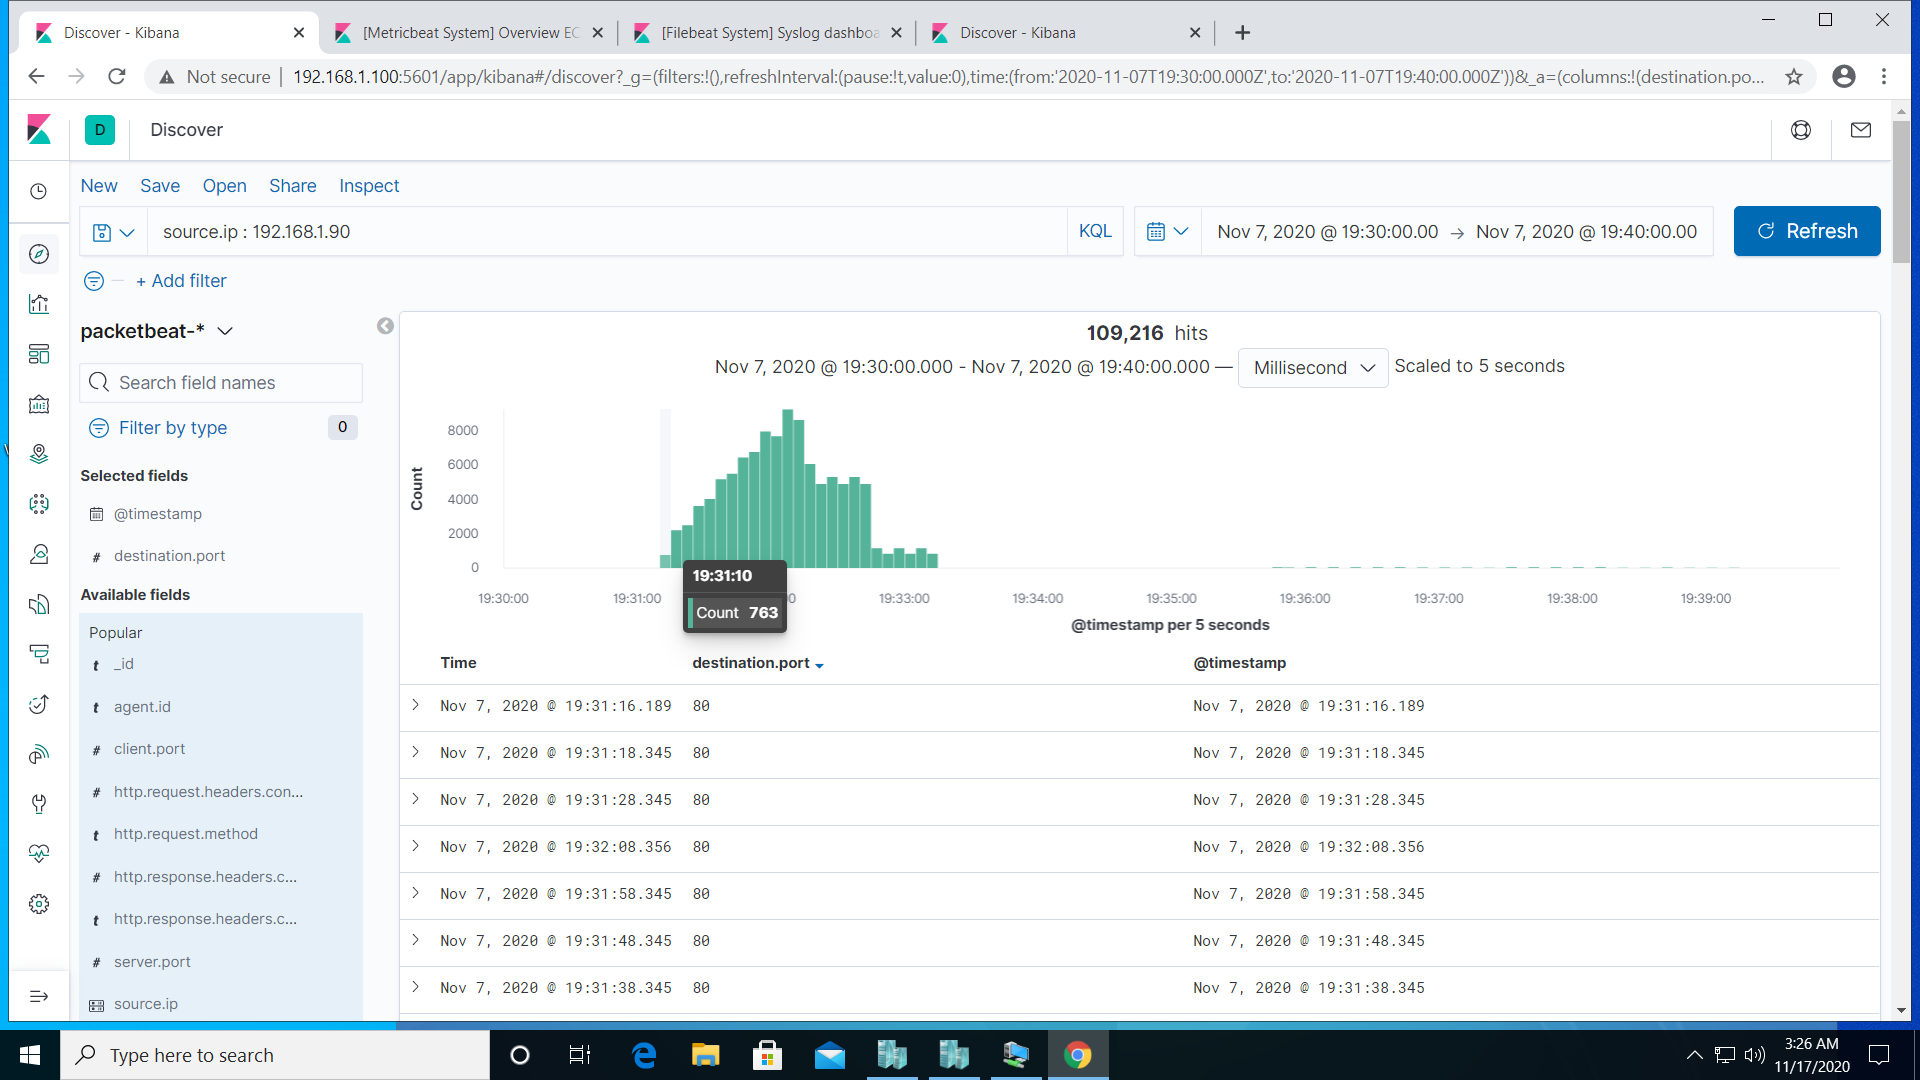 Discover - Kibana
[Metricbeat System] Overview EC
[Filebeat System] Syslog dashboa
Discover - Kibana
Not secure
192.168.1.100:5601/app/kibana#/discover?_g=(filters:!(),refreshInterval:(pause:!t,value:0),time:(from:'2020-11-07T19:30:00.000Z',to:'2020-11-07T19:40:00.000Z'))&_a=(columns:!(destination.po...
D
Discover
New
Save
Open
Share
Inspect
source.ip : 192.168.1.90
KQL
Nov 7, 2020 @ 19:30:00.00 → Nov 7, 2020 @ 19:40:00.00
Refresh
+ Add filter
packetbeat-*
Search field names
Filter by type
0
Selected fields
@timestamp
# destination.port
Available fields
Popular
t _id
t agent.id
# client.port
# http.request.headers.con...
t http.request.method
# http.response.headers.c...
t http.response.headers.c...
# server.port
source.ip
109,216 hits
Nov 7, 2020 @ 19:30:00.000 - Nov 7, 2020 @ 19:40:00.000 —
Millisecond
Scaled to 5 seconds
Count
8000
6000
4000
2000
0
19:30:00
19:31:00
0
19:33:00
19:34:00
19:35:00
19:36:00
19:37:00
19:38:00
19:39:00
19:31:10
Count 763
@timestamp per 5 seconds
Time
destination.port
@timestamp
Nov 7, 2020 @ 19:31:16.189 80 Nov 7, 2020 @ 19:31:16.189
Nov 7, 2020 @ 19:31:18.345 80 Nov 7, 2020 @ 19:31:18.345
Nov 7, 2020 @ 19:31:28.345 80 Nov 7, 2020 @ 19:31:28.345
Nov 7, 2020 @ 19:32:08.356 80 Nov 7, 2020 @ 19:32:08.356
Nov 7, 2020 @ 19:31:58.345 80 Nov 7, 2020 @ 19:31:58.345
Nov 7, 2020 @ 19:31:48.345 80 Nov 7, 2020 @ 19:31:48.345
Nov 7, 2020 @ 19:31:38.345 80 Nov 7, 2020 @ 19:31:38.345
Type here to search
3:26 AM
11/17/2020